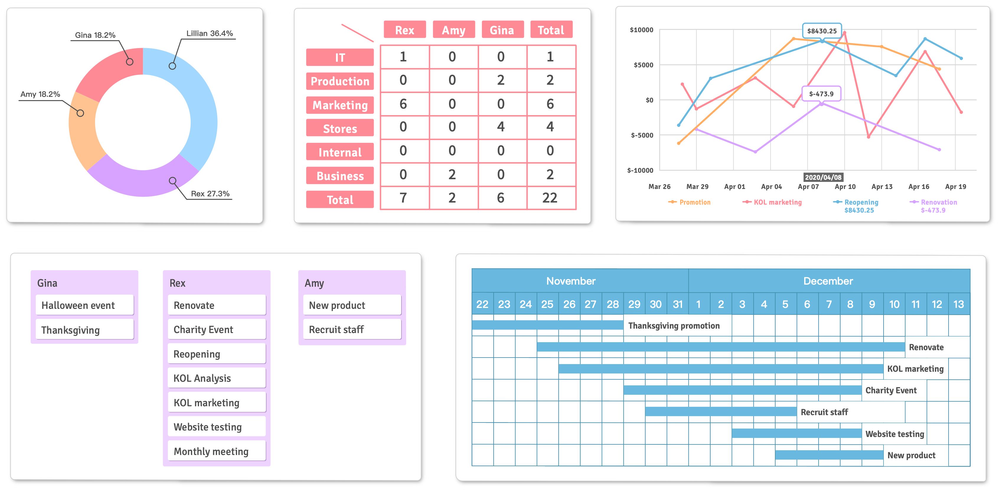 Gina 18.2%
Lillian 36.4%
Amy 18.2%
Rex 27.3%
Rex Amy Gina Total
IT 1 0 0 1
Production 0 0 2 2
Marketing 6 0 0 6
Stores 0 0 4 4
Internal 0 0 0 0
Business 0 2 0 2
Total 7 2 6 22
$10000
$5000
$0
$-5000
$-10000
$8430.25
$-473.9
2020/04/08
Mar 26 Mar 29 Apr 01 Apr 04 Apr 07 Apr 10 Apr 13 Apr 16 Apr 19
Promotion KOL marketing Reopening Renovation
$8430.25 $-473.9
Gina
Halloween event
Thanksgiving
Rex
Renovate
Charity Event
Reopening
KOL Analysis
KOL marketing
Website testing
Monthly meeting
Amy
New product
Recruit staff
November December
22 23 24 25 26 27 28 29 30 31 1 2 3 4 5 6 7 8 9 10 11 12 13
Thanksgiving promotion
Renovate
KOL marketing
Charity Event
Recruit staff
Website testing
New product